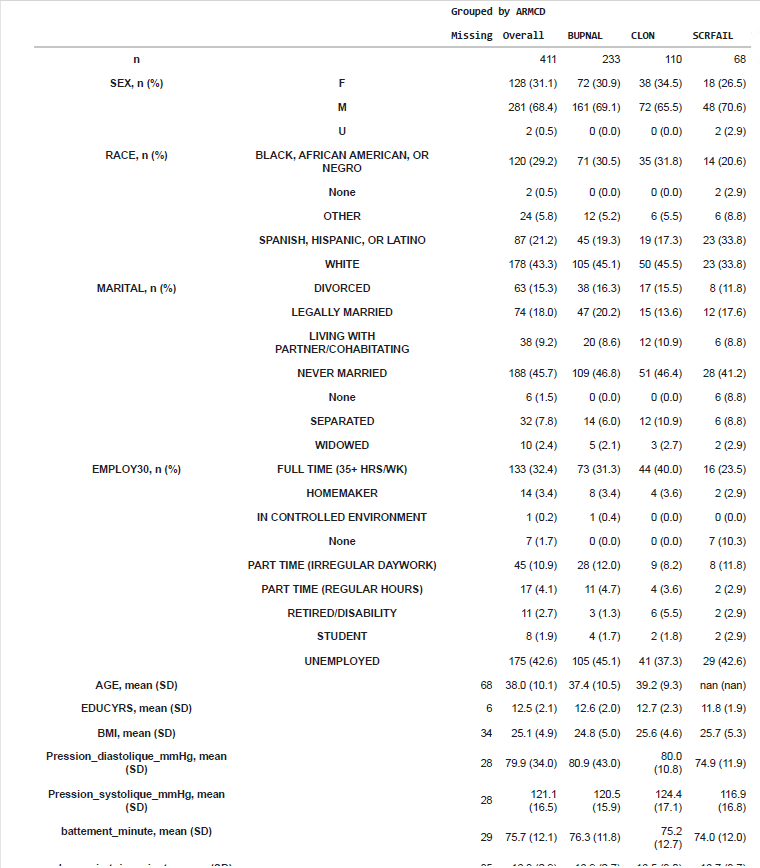 Grouped by ARMCD
Missing Overall BUPNAL CLON SCRFAIL
n 411 233 110 68
SEX, n (%) F 128 (31.1) 72 (30.9) 38 (34.5) 18 (26.5)
M 281 (68.4) 161 (69.1) 72 (65.5) 48 (70.6)
U 2 (0.5) 0 (0.0) 0 (0.0) 2 (2.9)
RACE, n (%) BLACK, AFRICAN AMERICAN, OR NEGRO 120 (29.2) 71 (30.5) 35 (31.8) 14 (20.6)
None 2 (0.5) 0 (0.0) 0 (0.0) 2 (2.9)
OTHER 24 (5.8) 12 (5.2) 6 (5.5) 6 (8.8)
SPANISH, HISPANIC, OR LATINO 87 (21.2) 45 (19.3) 19 (17.3) 23 (33.8)
WHITE 178 (43.3) 105 (45.1) 50 (45.5) 23 (33.8)
MARITAL, n (%) DIVORCED 63 (15.3) 38 (16.3) 17 (15.5) 8 (11.8)
LEGALLY MARRIED 74 (18.0) 47 (20.2) 15 (13.6) 12 (17.6)
LIVING WITH PARTNER/COHABITATING 38 (9.2) 20 (8.6) 12 (10.9) 6 (8.8)
NEVER MARRIED 188 (45.7) 109 (46.8) 51 (46.4) 28 (41.2)
None 6 (1.5) 0 (0.0) 0 (0.0) 6 (8.8)
SEPARATED 32 (7.8) 14 (6.0) 12 (10.9) 6 (8.8)
WIDOWED 10 (2.4) 5 (2.1) 3 (2.7) 2 (2.9)
EMPLOY30, n (%) FULL TIME (35+ HRS/WK) 133 (32.4) 73 (31.3) 44 (40.0) 16 (23.5)
HOMEMAKER 14 (3.4) 8 (3.4) 4 (3.6) 2 (2.9)
IN CONTROLLED ENVIRONMENT 1 (0.2) 1 (0.4) 0 (0.0) 0 (0.0)
None 7 (1.7) 0 (0.0) 0 (0.0) 7 (10.3)
PART TIME (IRREGULAR DAYWORK) 45 (10.9) 28 (12.0) 9 (8.2) 8 (11.8)
PART TIME (REGULAR HOURS) 17 (4.1) 11 (4.7) 4 (3.6) 2 (2.9)
RETIRED/DISABILITY 11 (2.7) 3 (1.3) 6 (5.5) 2 (2.9)
STUDENT 8 (1.9) 4 (1.7) 2 (1.8) 2 (2.9)
UNEMPLOYED 175 (42.6) 105 (45.1) 41 (37.3) 29 (42.6)
AGE, mean (SD) 68 38.0 (10.1) 37.4 (10.5) 39.2 (9.3) nan (nan)
EDUCYRS, mean (SD) 6 12.5 (2.1) 12.6 (2.0) 12.7 (2.3) 11.8 (1.9)
BMI, mean (SD) 34 25.1 (4.9) 24.8 (5.0) 25.6 (4.6) 25.7 (5.3)
Pression_diastolique_mmHg, mean (SD) 28 79.9 (34.0) 80.9 (43.0) 80.0 (10.8) 74.9 (11.9)
Pression_systolique_mmHg, mean (SD) 28 121.1 (16.5) 120.5 (15.9) 124.4 (17.1) 116.9 (16.8)
battement_minute, mean (SD) 29 75.7 (12.1) 76.3 (11.8) 75.2 (12.7) 74.0 (12.0)